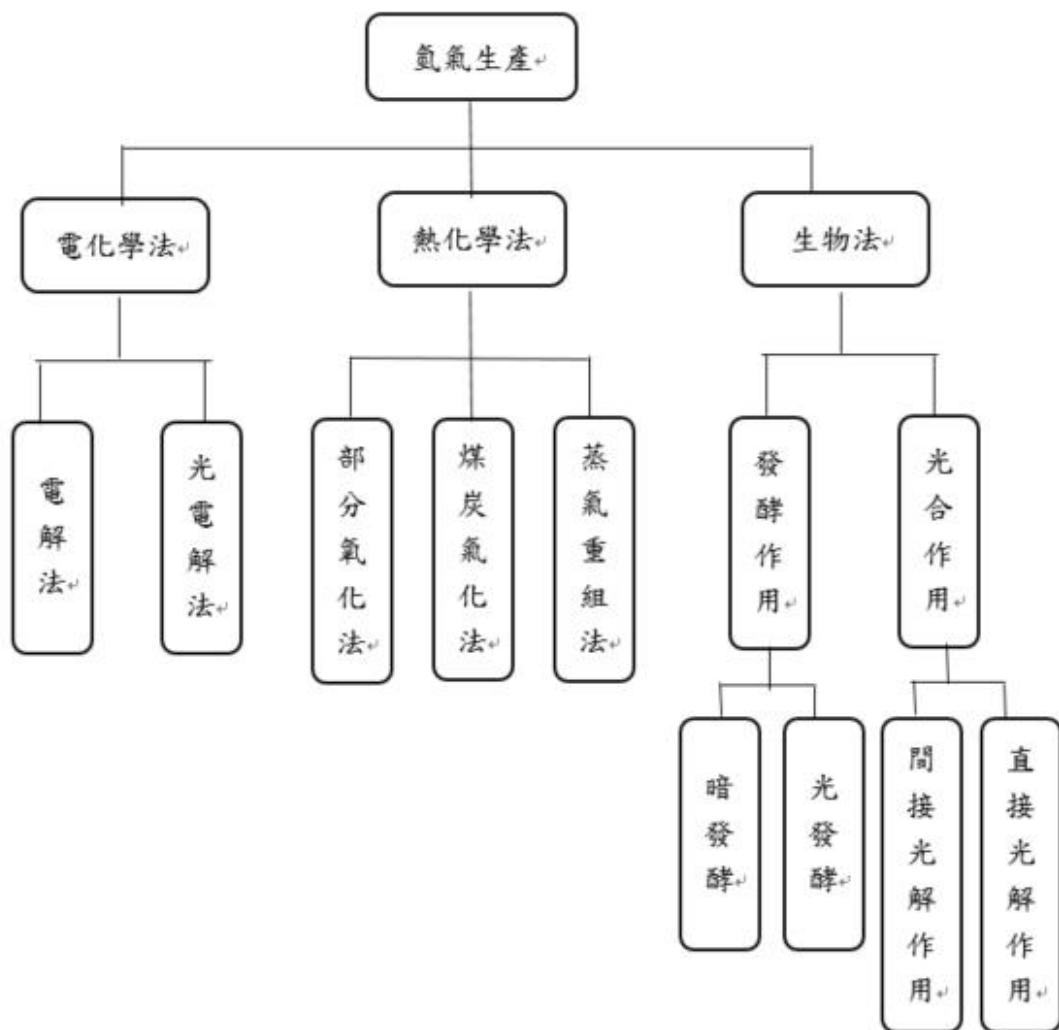 氫氣生產
電化學法
熱化學法
生物法
電解法
光電解法
部分氧化法
煤炭氣化法
蒸氣重組法
發酵作用
光合作用
暗發酵
光發酵
間接光解作用
直接光解作用